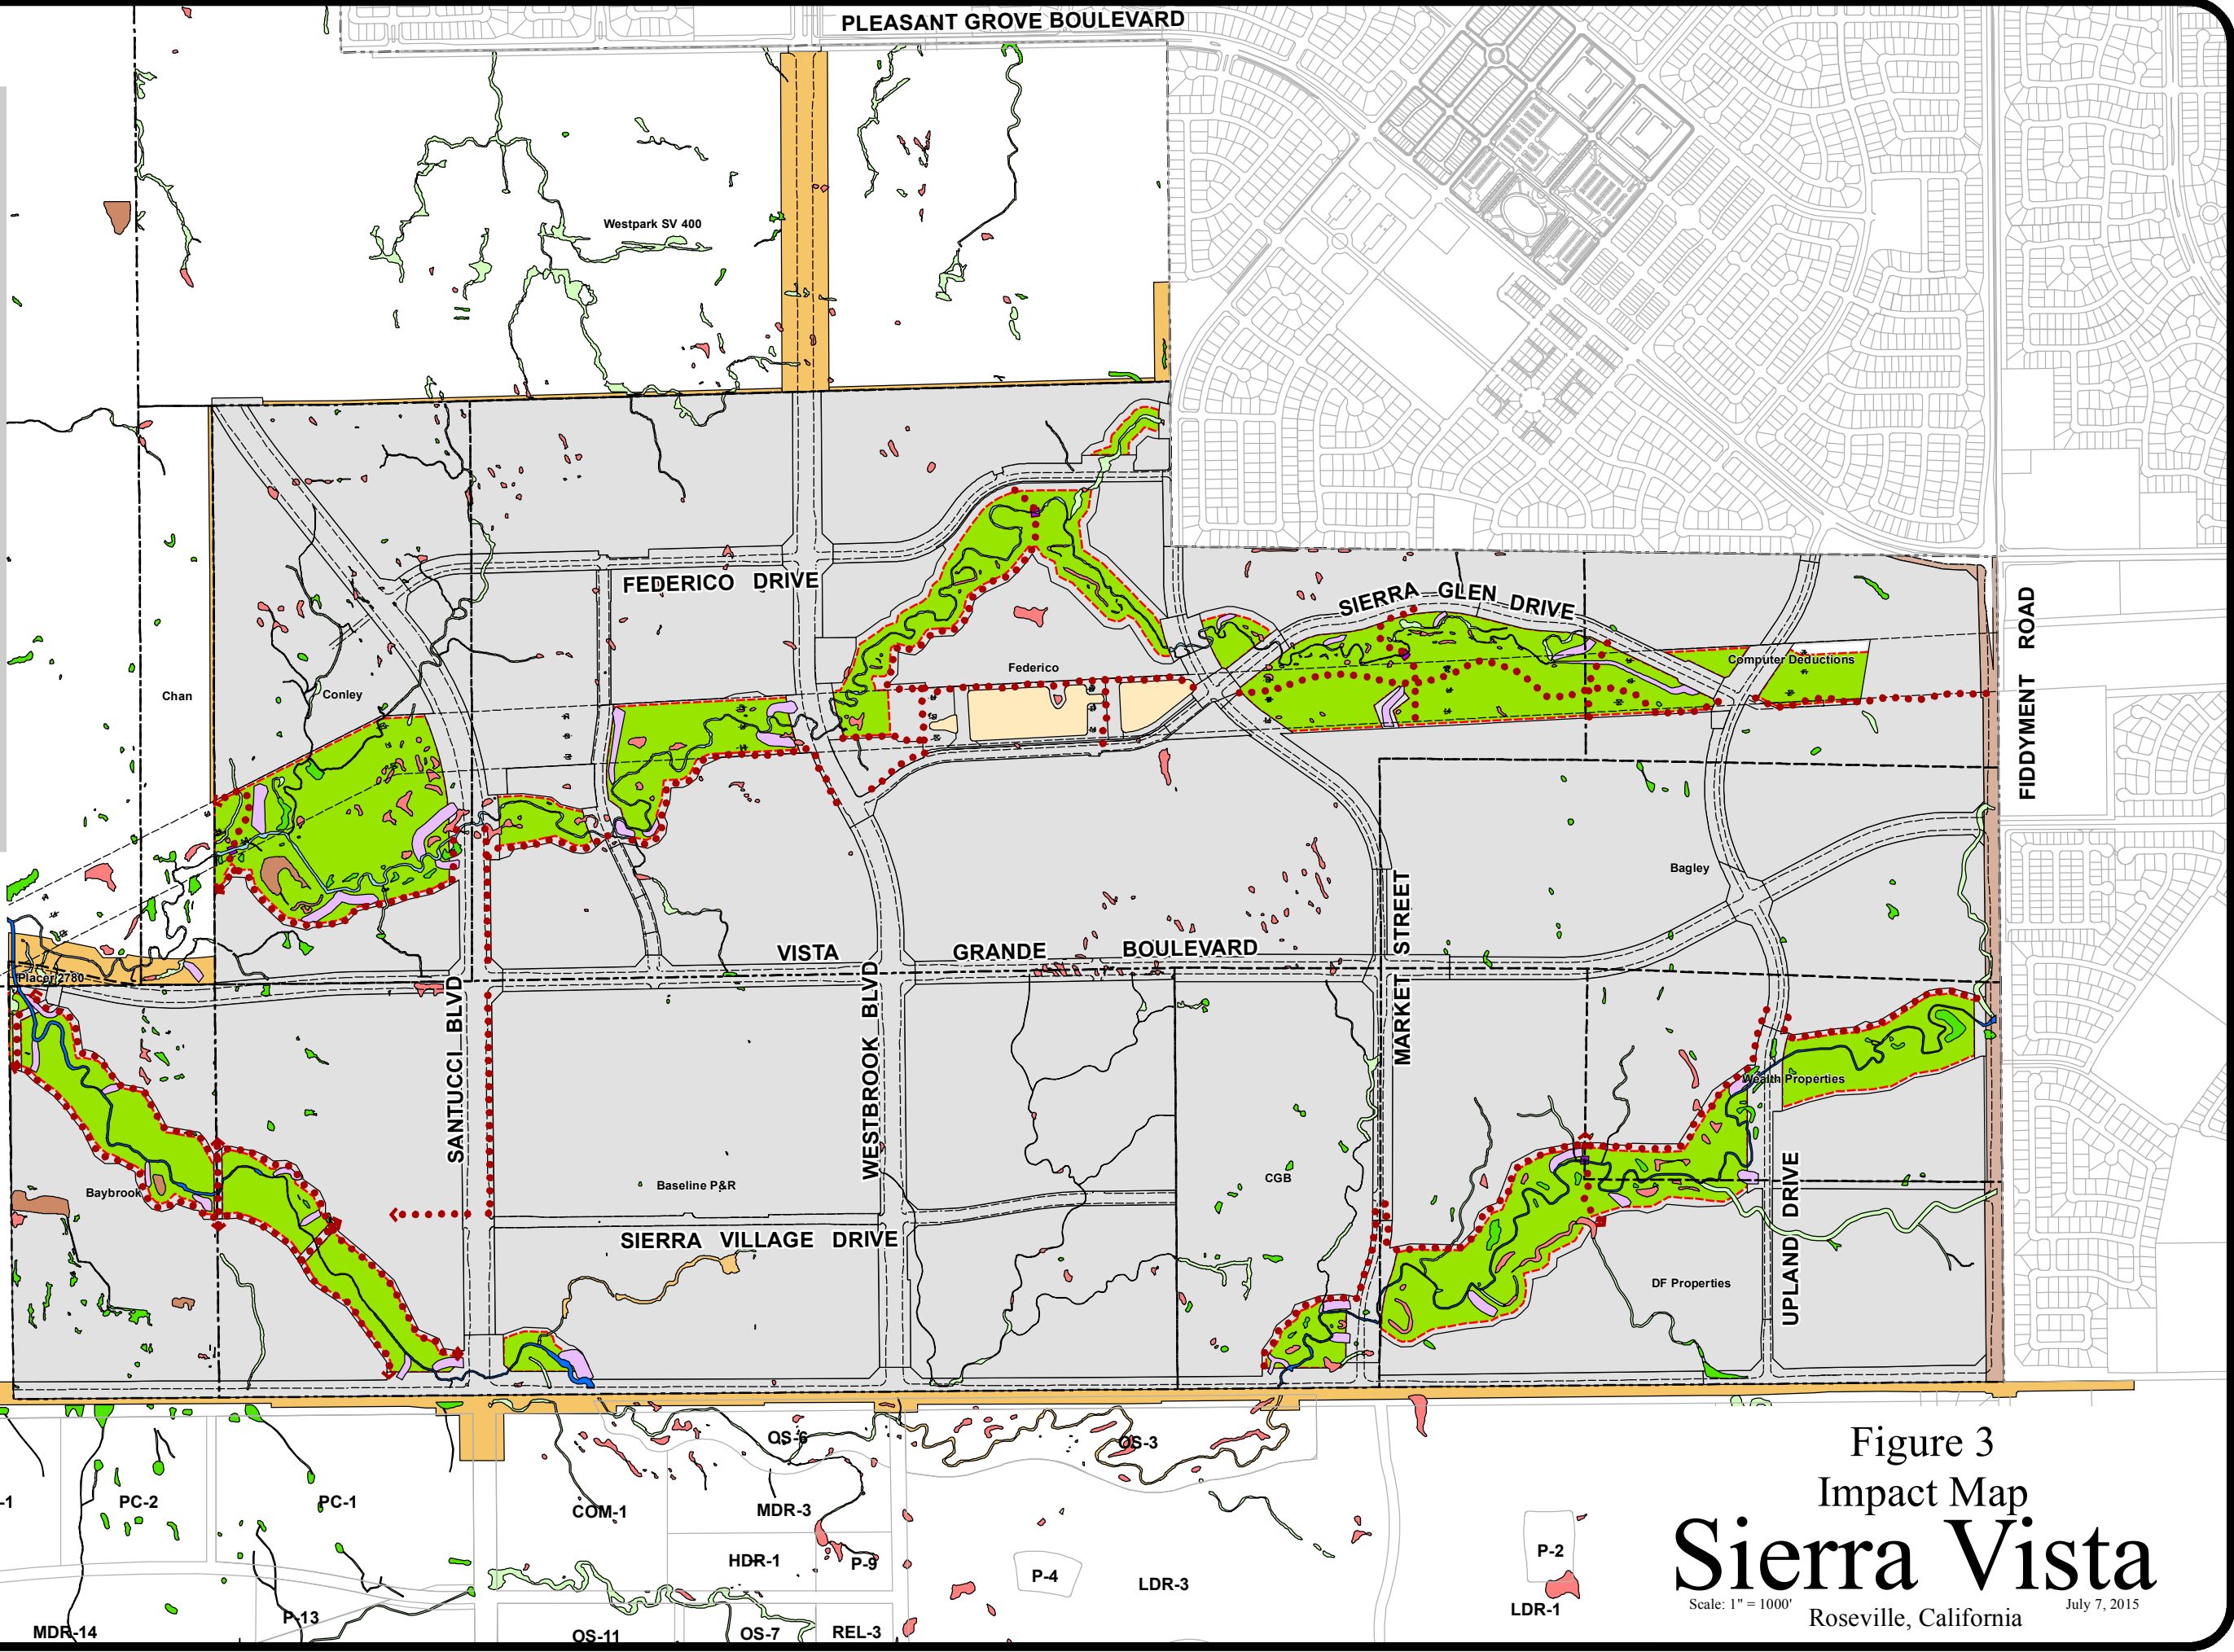 PLEASANT GROVE BOULEVARD
Westpark SV 400
FEDERICO DRIVE
SIERRA GLEN DRIVE
FIDDYMENT ROAD
Federico
Computer Deductions
Chan
Conley
Bagley
MARKET STREET
VISTA GRANDE BOULEVARD
Placer 2780
SANTUCCI BLVD
WESTBROOK BLVD
Wealth Properties
Baybrook
Baseline P&R
CGB
UPLAND DRIVE
SIERRA VILLAGE DRIVE
DF Properties
OS-6
OS-3
-1
PC-2
PC-1
COM-1
MDR-3
HDR-1
P-9
P-4
LDR-3
P-2
LDR-1
P-13
MDR-14
OS-11
OS-7
REL-3
Figure 3
Impact Map
Sierra Vista
Scale: 1" = 1000'
July 7, 2015
Roseville, California